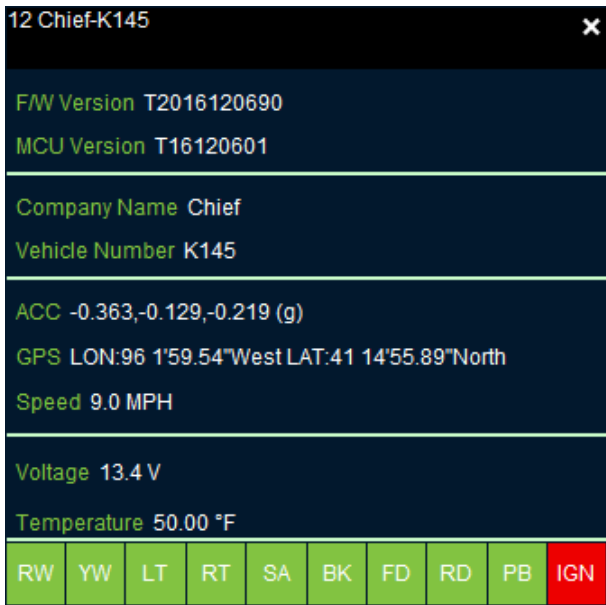 12 Chief-K145
×
F/W Version T2016120690
MCU Version T16120601
Company Name Chief
Vehicle Number K145
ACC -0.363,-0.129,-0.219 (g)
GPS LON:96 1'59.54"West LAT:41 14'55.89"North
Speed 9.0 MPH
Voltage 13.4 V
Temperature 50.00 °F
RW YW LT RT SA BK FD RD PB IGN